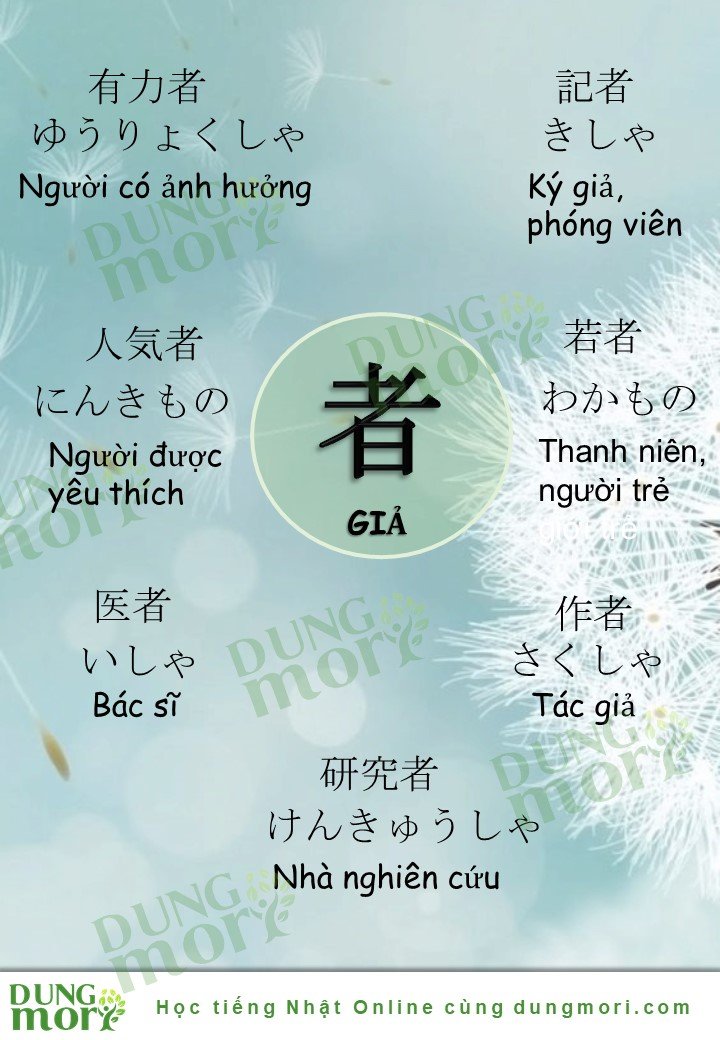 有力者
ゆうりょくしゃ
Người có ảnh hưởng
記者
きしゃ
Ký giả,
phóng viên
人気者
にんきもの
Người được
yêu thích
者
GIẢ
若者
わかもの
Thanh niên,
người trẻ
医者
いしゃ
Bác sĩ
作者
さくしゃ
Tác giả
研究者
けんきゅうしゃ
Nhà nghiên cứu
DUNG
mori
Học tiếng Nhật Online cùng dungmori.com